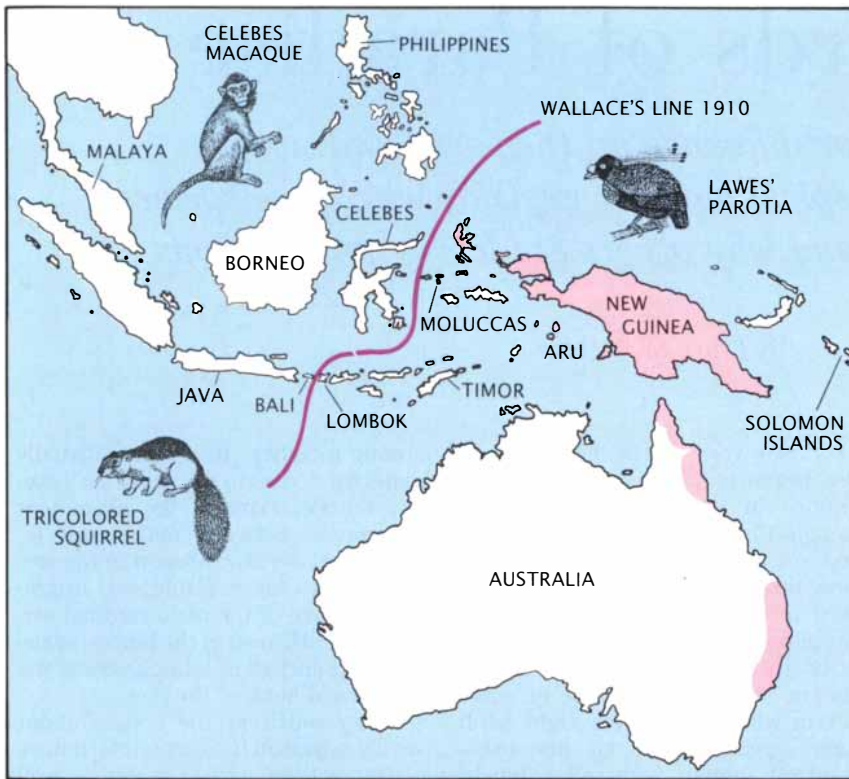 CELEBES
MACAQUE
PHILIPPINES
WALLACE'S LINE 1910
MALAYA
LAWES'
PAROTIA
CELEBES
BORNEO
NEW
GUINEA
MOLUCCAS
ARU
JAVA
BALI
LOMBOK
TIMOR
SOLOMON
ISLANDS
TRICOLORED
SQUIRREL
AUSTRALIA